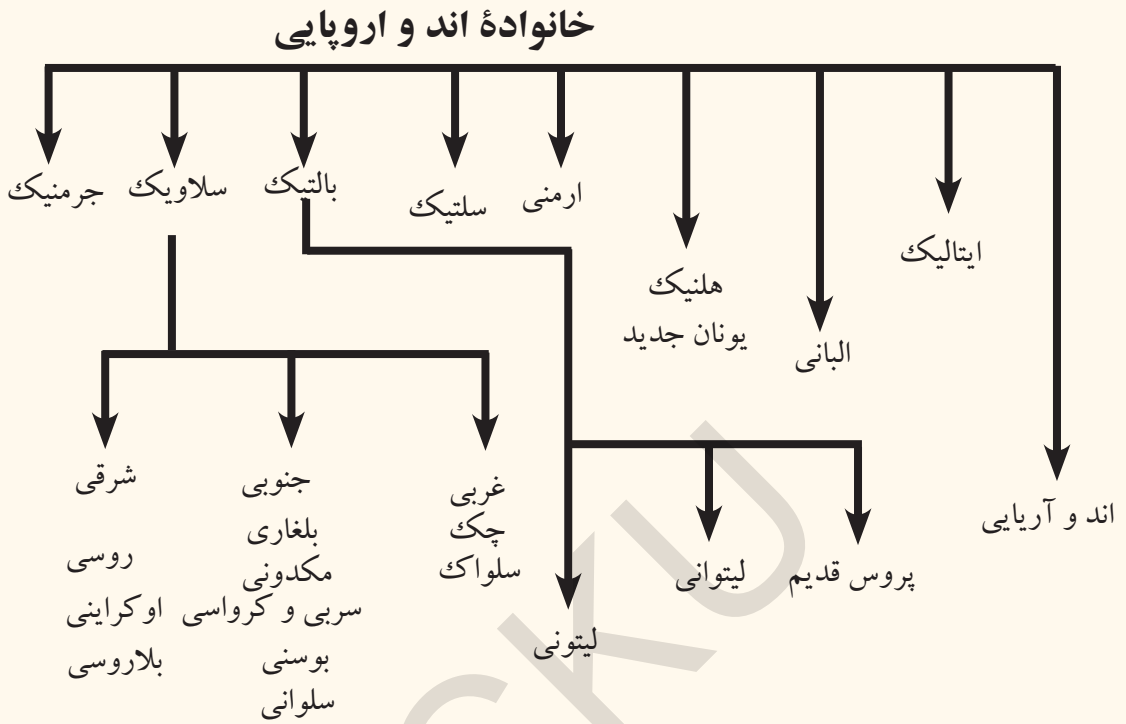 خانوادهٔ اند و اروپایی
اند و آریایی
ایتالیک
البانی
هلنیک
یونان جدید
ارمنی
سلتیک
بالتیک
سلاویک
جرمنیک
پروس قدیم
لیتوانی
لیتونی
غربی
چک
سلواک
جنوبی
بلغاری
مکدونی
سربی و کرواسی
بوسنی
سلوانی
شرقی
روسی
اوکراینی
بلاروسی